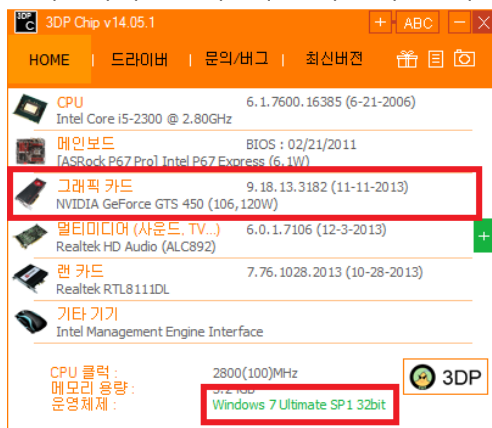 3DP Chip v14.05.1
+ ABC
HOME 드라이버 문의/버그 최신버전
CPU 6.1.7600.16385 (6-21-2006)
Intel Core i5-2300 @ 2.80GHz
메인보드 BIOS : 02/21/2011
[ASRock P67 Pro] Intel P67 Express (6.1W)
그래픽 카드 9.18.13.3182 (11-11-2013)
NVIDIA GeForce GTS 450 (106,120W)
멀티미디어 (사운드, TV...) 6.0.1.7106 (12-3-2013)
Realtek HD Audio (ALC892)
랜 카드 7.76.1028.2013 (10-28-2013)
Realtek RTL8111DL
기타 기기
Intel Management Engine Interface
CPU 클럭 : 2800(100)MHz
메모리 용량 :
운영체제 : Windows 7 Ultimate SP1 32bit
3DP